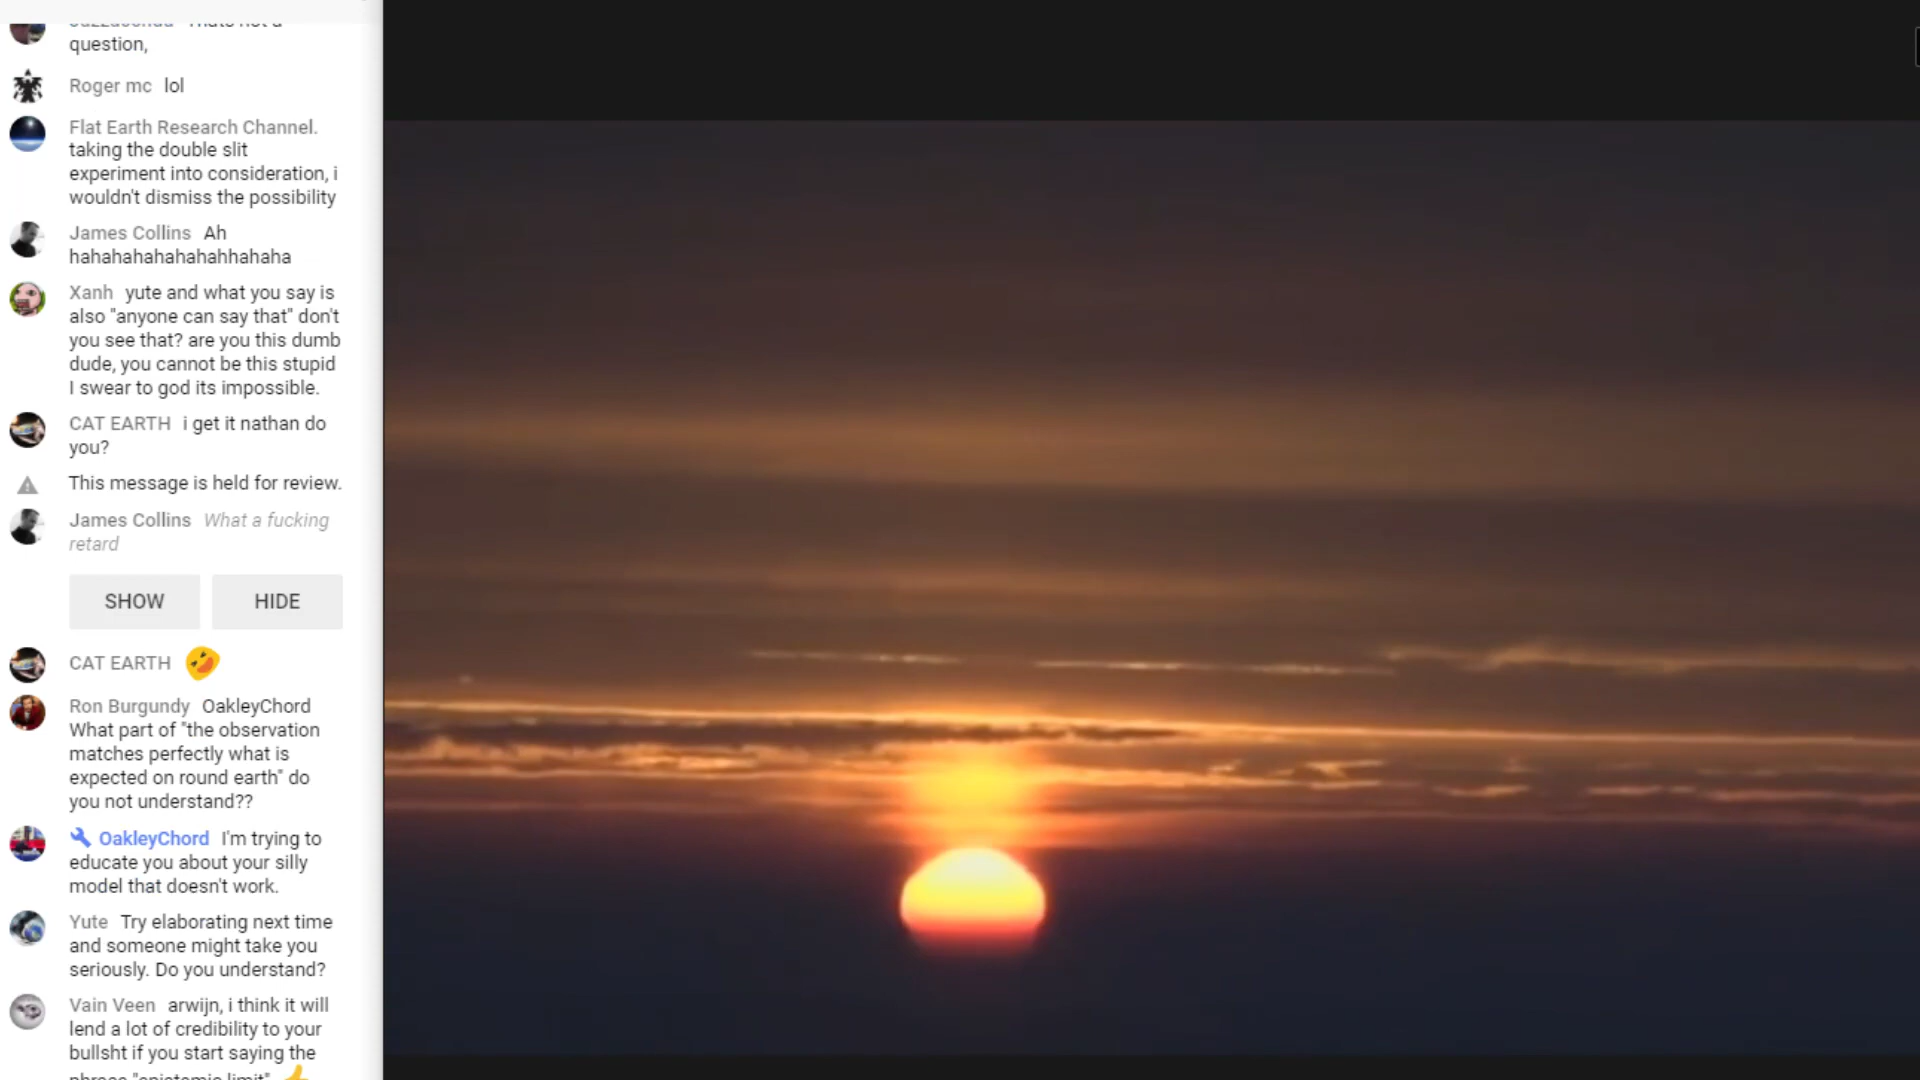 Thats not a
question,
Roger mc lol
Flat Earth Research Channel.
taking the double slit
experiment into consideration, i
wouldn't dismiss the possibility
James Collins Ah
hahahahahahahahhahaha
Xanh yute and what you say is
also "anyone can say that" don't
you see that? are you this dumb
dude, you cannot be this stupid
I swear to god its impossible.
CAT EARTH i get it nathan do
you?
This message is held for review.
James Collins What a fucking
retard
SHOW HIDE
CAT EARTH 🤣
Ron Burgundy OakleyChord
What part of "the observation
matches perfectly what is
expected on round earth" do
you not understand??
OakleyChord I'm trying to
educate you about your silly
model that doesn't work.
Yute Try elaborating next time
and someone might take you
seriously. Do you understand?
Vain Veen arwijn, i think it will
lend a lot of credibility to your
bullsht if you start saying the
phrase "epistemic limit"